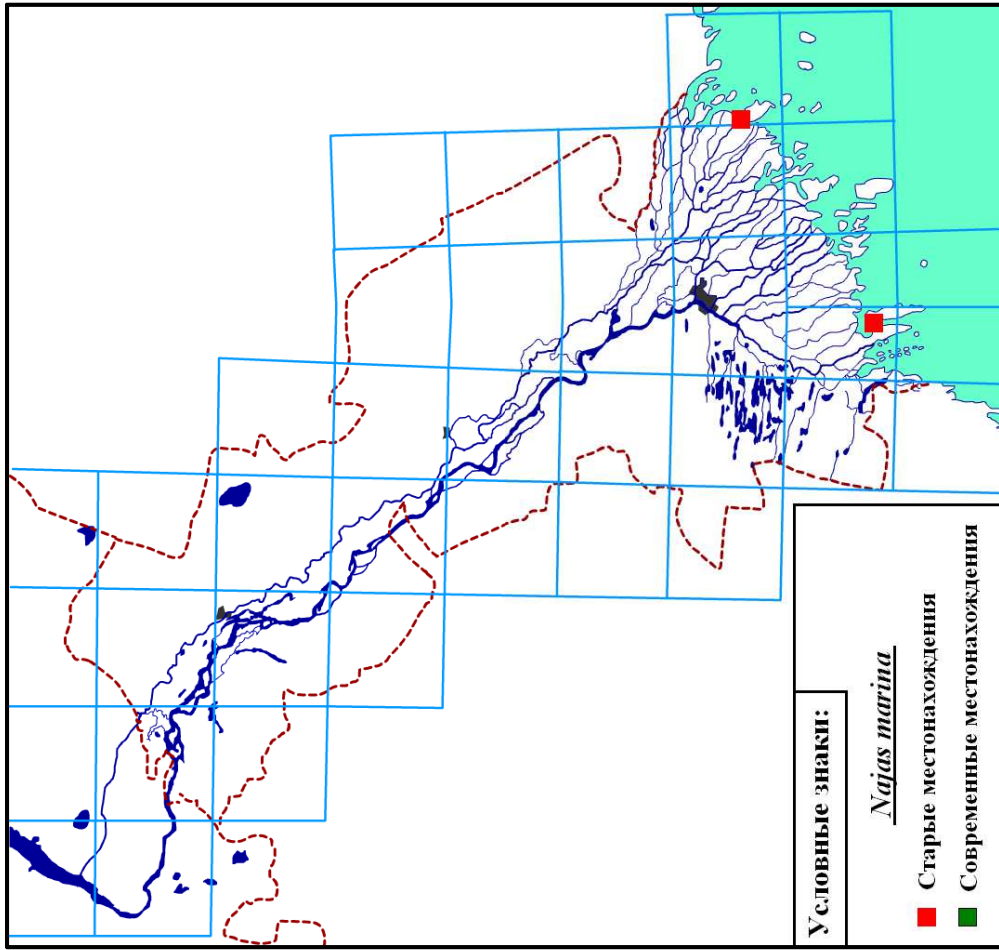 Условные знаки:
Najas marina
Старые местонахождения
Современные местонахождения